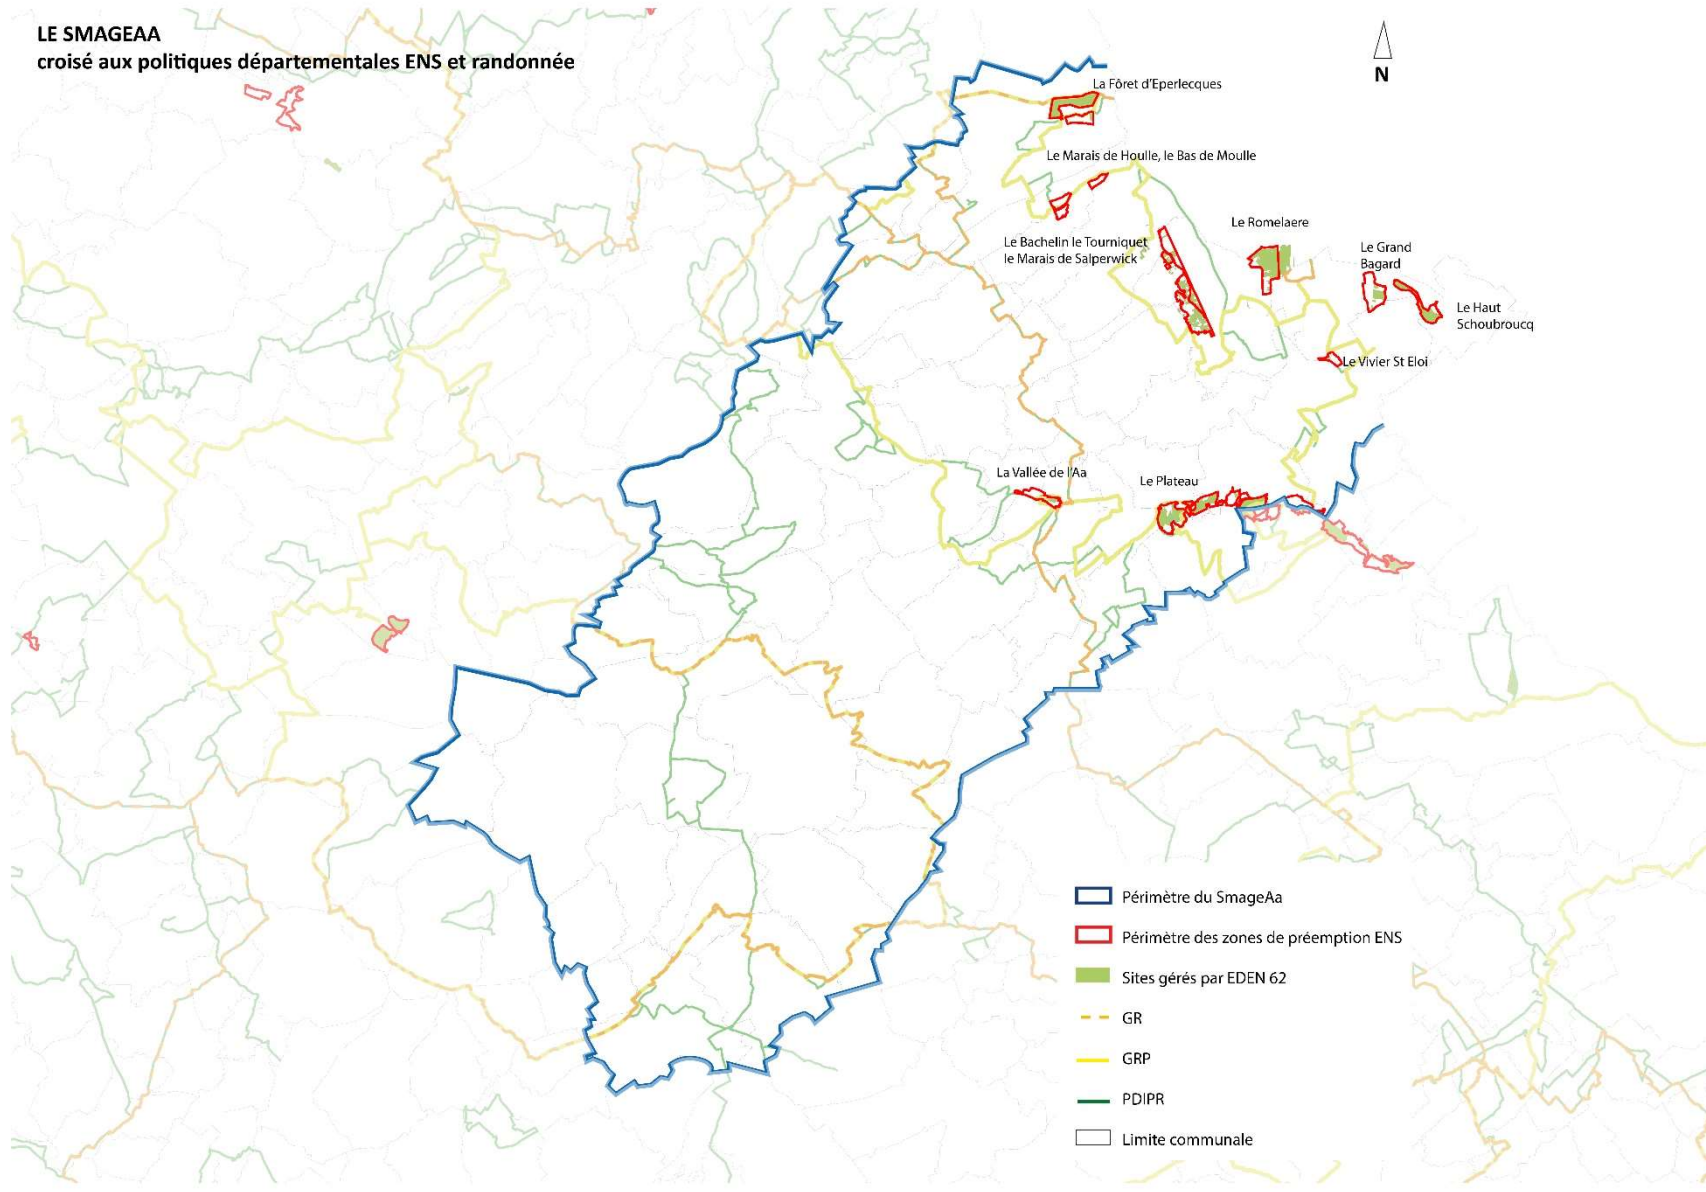 LE SMAGEAA
croisé aux politiques départementales ENS et randonnée
N
La Fôret d'Eperlecques
Le Marais de Houlle, le Bas de Moulle
Le Romelaere
Le Bachelin le Tourniquet
le Marais de Salperwick
Le Grand
Bagard
Le Haut
Schoubroucq
Le Vivier St Eloi
La Vallée de l'Aa
Le Plateau
Périmètre du SmageAa
Périmètre des zones de préemption ENS
Sites gérés par EDEN 62
GR
GRP
PDIPR
Limite communale